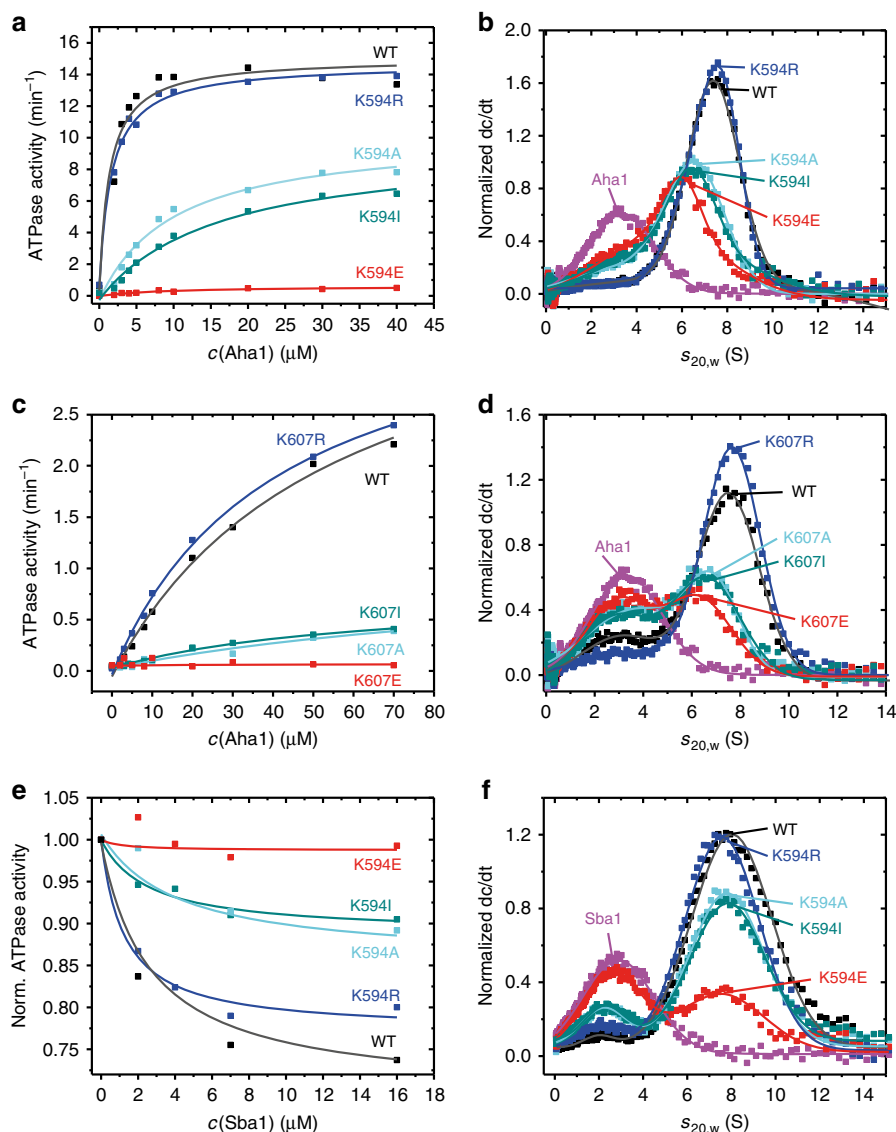 a
ATPase activity (min⁻¹)
16
14
12
10
8
6
4
2
0
WT
K594R
K594A
K594I
K594E
0 5 10 15 20 25 30 35 40 45
c(Aha1) (μM)
b
Normalized dc/dt
2.0
1.6
1.2
0.8
0.4
0.0
K594R
WT
K594A
K594I
K594E
Aha1
0 2 4 6 8 10 12 14
s20,w (S)
c
ATPase activity (min⁻¹)
2.5
2.0
1.5
1.0
0.5
0.0
K607R
WT
K607I
K607A
K607E
0 10 20 30 40 50 60 70 80
c(Aha1) (μM)
d
Normalized dc/dt
1.6
1.2
0.8
0.4
0.0
K607R
WT
K607A
K607I
K607E
Aha1
0 2 4 6 8 10 12 14
s20,w (S)
e
Norm. ATPase activity
1.05
1.00
0.95
0.90
0.85
0.80
0.75
K594E
K594I
K594A
K594R
WT
0 2 4 6 8 10 12 14 16 18
c(Sba1) (μM)
f
Normalized dc/dt
1.2
0.8
0.4
0.0
WT
K594R
K594A
K594I
K594E
Sba1
0 5 10 15
s20,w (S)